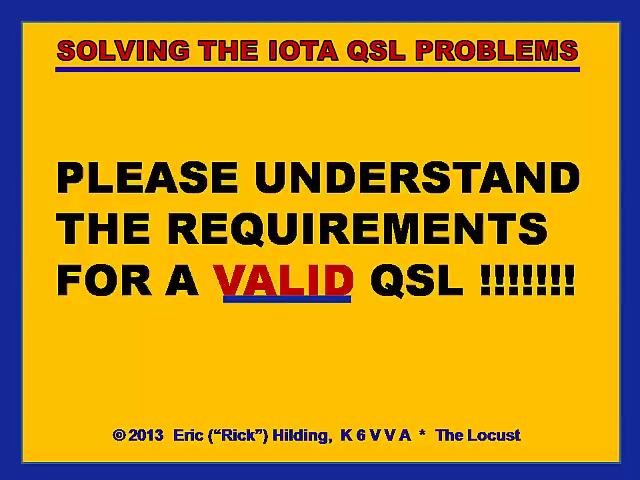 SOLVING THE IOTA QSL PROBLEMS
PLEASE UNDERSTAND
THE REQUIREMENTS
FOR A VALID QSL !!!!!!!
© 2013 Eric (“Rick”) Hilding, K 6 V V A * The Locust